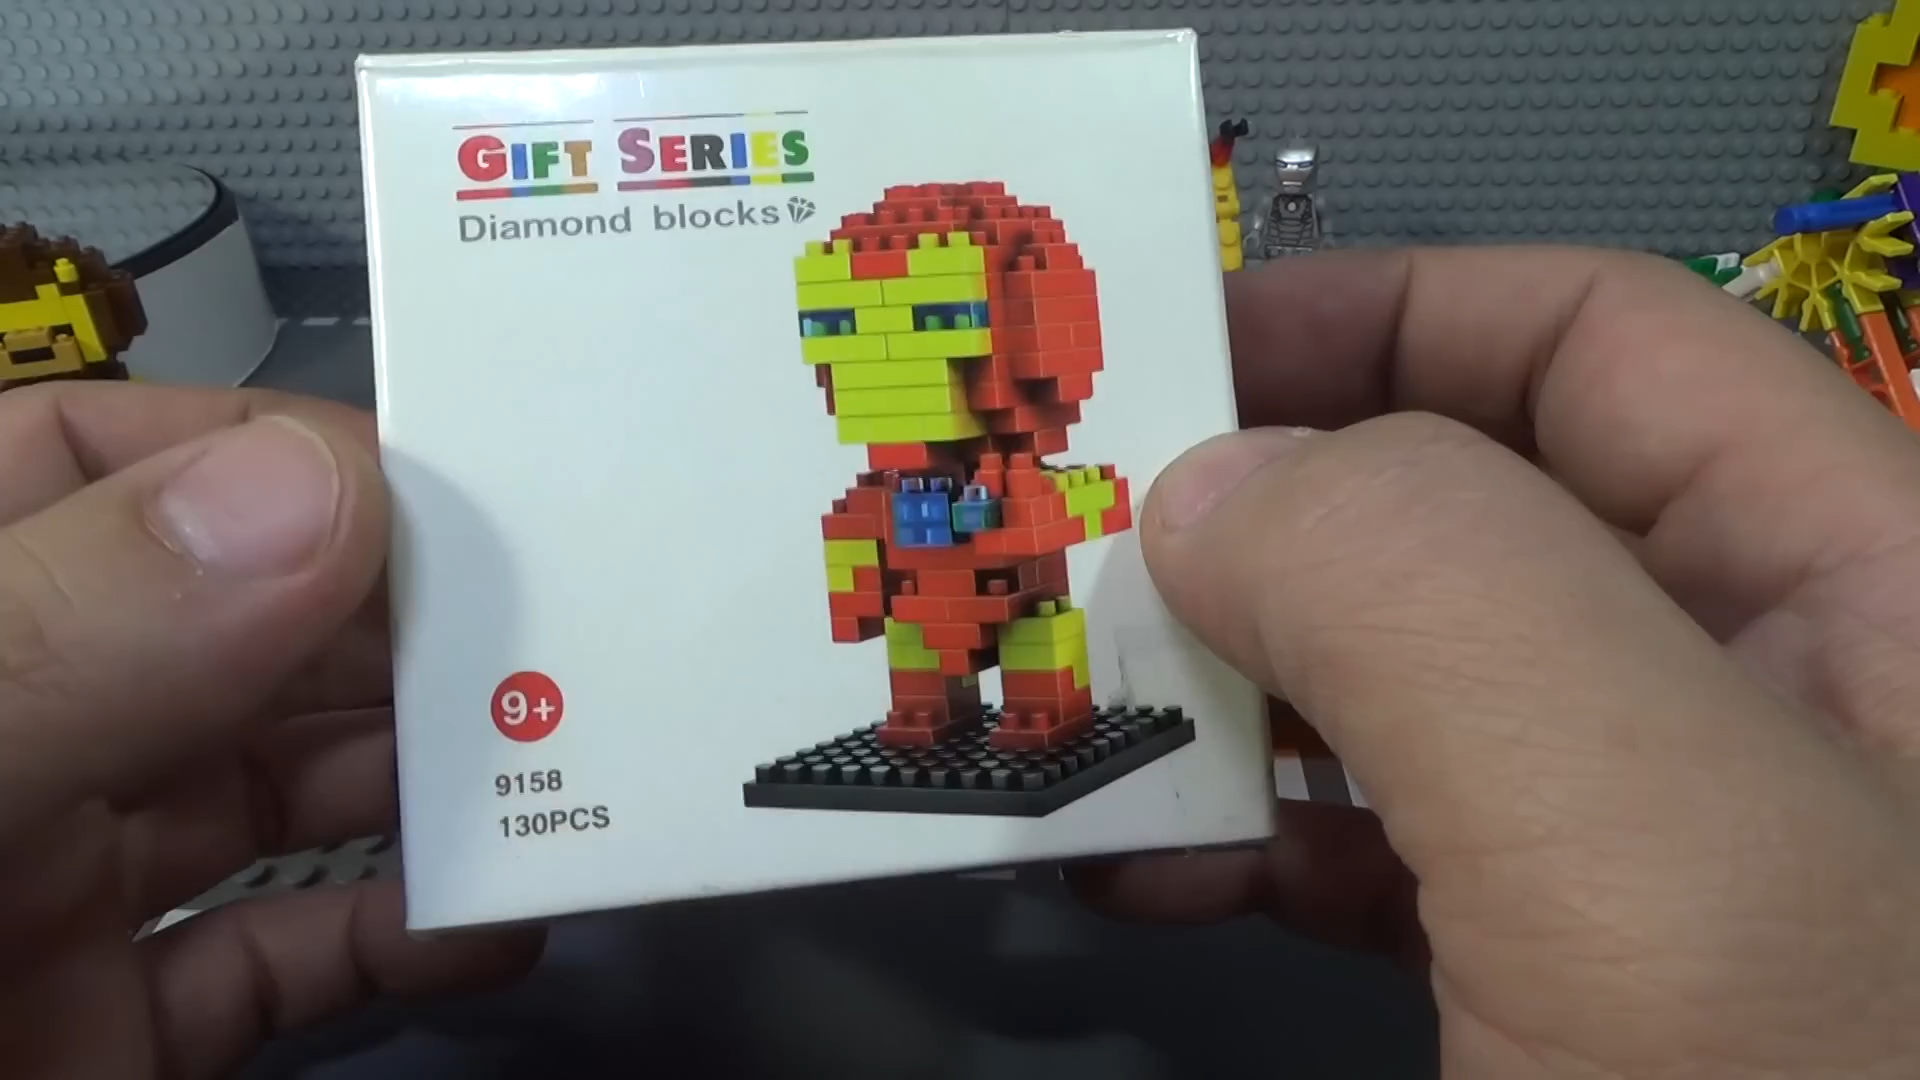 GIFT SERIES
Diamond blocks
9+
9158
130PCS